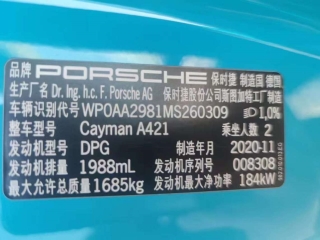 品牌 PORSCHE 保时捷 制造国 德国
生产厂名 Dr. Ing. h.c. F. Porsche AG 保时捷股份公司斯图加特工厂制造
车辆识别代号 WP0AA2981MS260309 1,0%
发动机型号 Cayman A421 乘坐人数 2
发动机型号 DPG 制造年月 2020-11
发动机排量 1988mL 发动机序列号 008308
最大允许总质量 1685kg 发动机最大净功率 184kW